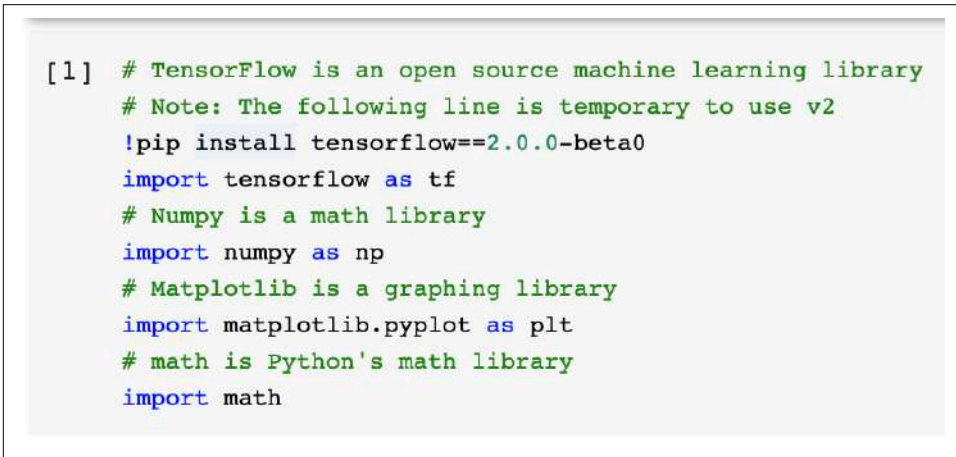 [1] # TensorFlow is an open source machine learning library
# Note: The following line is temporary to use v2
!pip install tensorflow==2.0.0-beta0
import tensorflow as tf
# Numpy is a math library
import numpy as np
# Matplotlib is a graphing library
import matplotlib.pyplot as plt
# math is Python's math library
import math